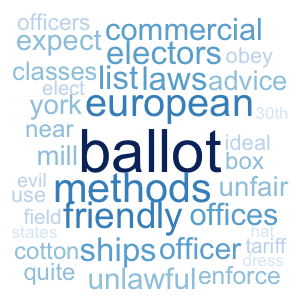 officers commercial
expect electors
classes list laws obey
elect advice
york european
near 30th
ballot ideal
mill box
evil methods unfair
use
field friendly offices
states hat
cotton ships officer tariff
dress
quite unlawful enforce